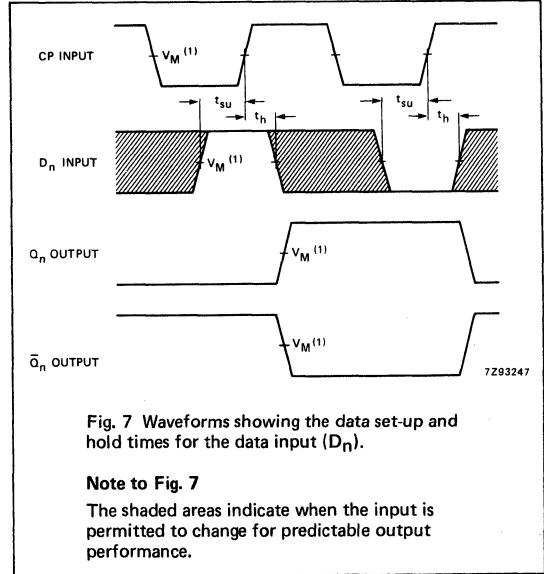 CP INPUT
V_M (1)
t_su
t_su
t_h
t_h
D_n INPUT
V_M (1)
Q_n OUTPUT
V_M (1)
Q̅_n OUTPUT
V_M (1)
7Z93247
Fig. 7 Waveforms showing the data set-up and
hold times for the data input (D_n).
Note to Fig. 7
The shaded areas indicate when the input is
permitted to change for predictable output
performance.